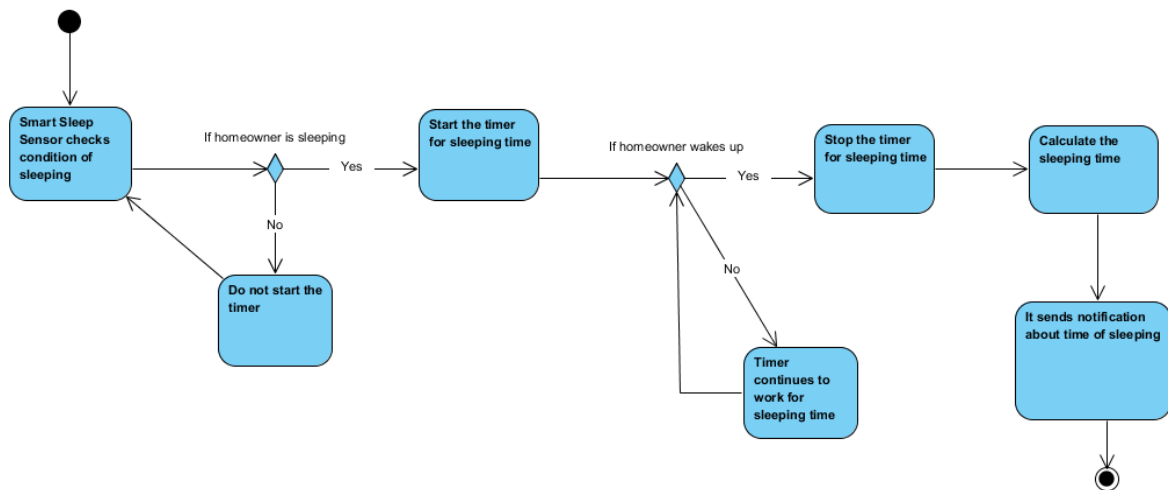 Smart Sleep
Sensor checks
condition of
sleeping
If homeowner is sleeping
Yes
No
Do not start the
timer
Start the timer
for sleeping time
If homeowner wakes up
Yes
No
Timer
continues to
work for
sleeping time
Stop the timer
for sleeping time
Calculate the
sleeping time
It sends notification
about time of sleeping